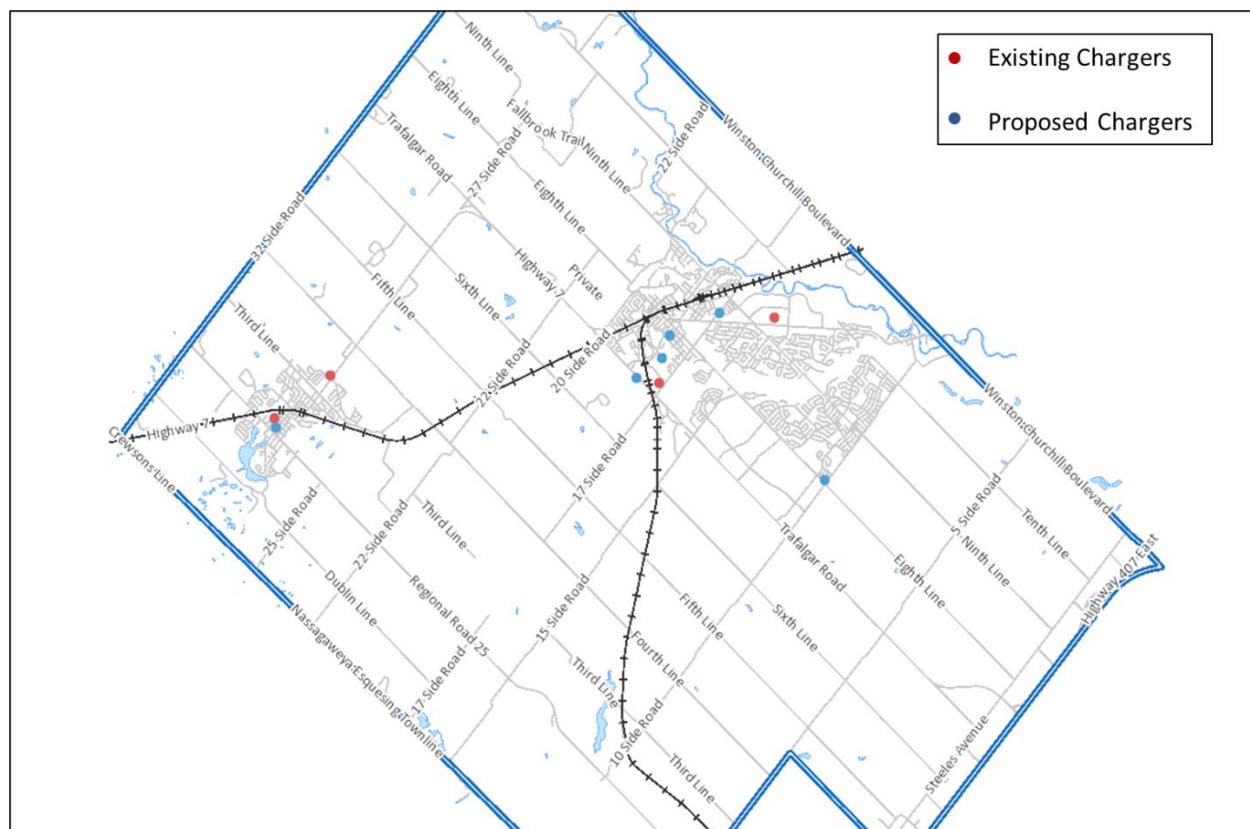 Existing Chargers
Proposed Chargers
Ninth Line
Eighth Line
Trafalgar Road
Fallbrook Trail
Ninth Line
27 Side Road
22 Side Road
Winston Churchill Boulevard
Eighth Line
32 Side Road
Highway 7
Private
Sixth Line
Fifth Line
Third Line
20 Side Road
22 Side Road
Highway 7
Crewsons Line
Winston Churchill Boulevard
17 Side Road
25 Side Road
22 Side Road
Third Line
5 Side Road
Tenth Line
Ninth Line
Trafalgar Road
Eighth Line
Highway 407 East
Dublin Line
Regional Road 25
15 Side Road
Fifth Line
Sixth Line
Nassagaweya Esquesing Townline
17 Side Road
Third Line
Fourth Line
10 Side Road
Third Line
Steeles Avenue